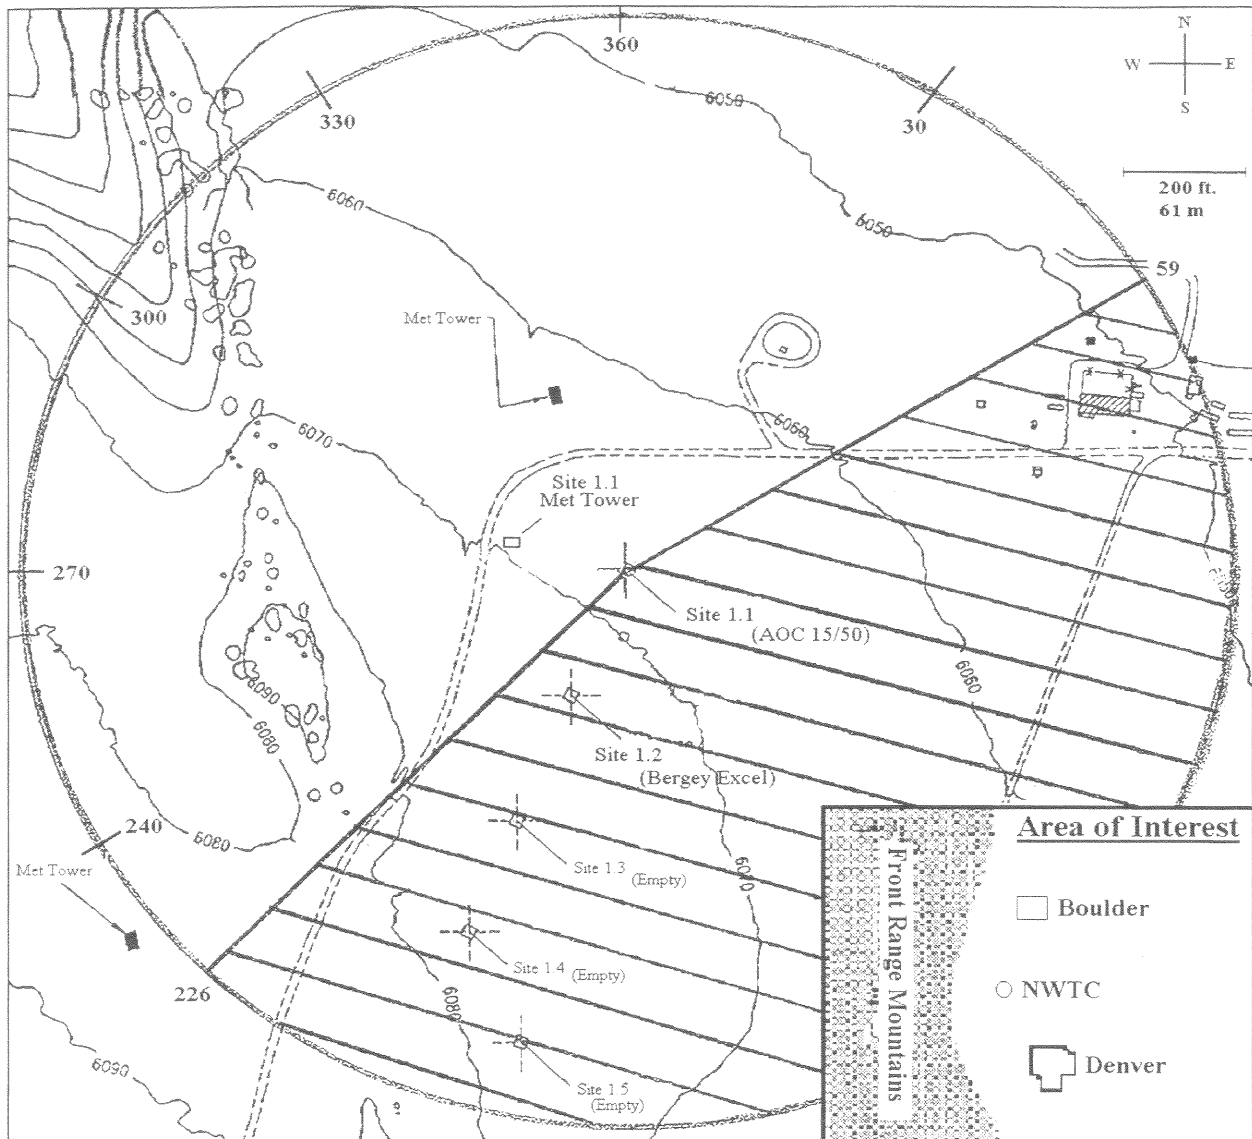 N
W E
S
360
330
30
6050
200 ft.
61 m
6060
6050
59
300
Met Tower
6070
6060
Site 1.1
Met Tower
270
Site 1.1
(AOC 15/50)
6060
6090
6080
Site 1.2
(Bergey Excel)
240
6080
Met Tower
Site 1.3
(Empty)
Site 1.4
(Empty)
226
6080
Site 1.5
(Empty)
6090
Area of Interest
Front Range Mountains
Boulder
NWTC
Denver